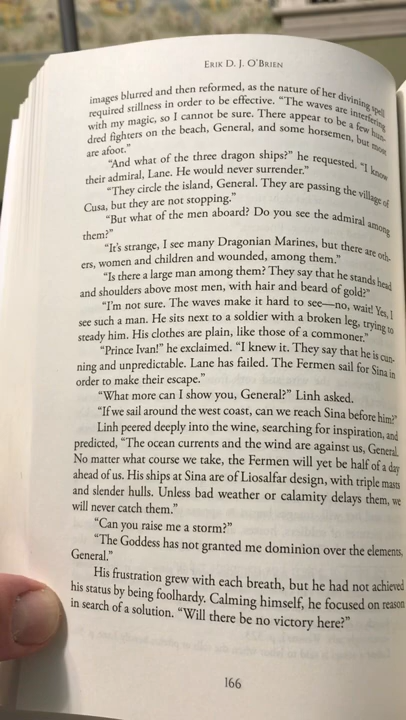 ERIK D. J. O'BRIEN
images blurred and then reformed, as the nature of her divining spell
required stillness in order to be effective. "The waves are interfering
with my magic, so I cannot be sure. There appear to be a few hun-
dred fighters on the beach, General, and some horsemen, but most
are afoot."
"And what of the three dragon ships?" he requested. "I know
their admiral, Lane. He would never surrender."
"They circle the island, General. They are passing the village of
Cusa, but they are not stopping."
"But what of the men aboard? Do you see the admiral among
them?"
"It's strange, I see many Dragonian Marines, but there are oth-
ers, women and children and wounded, among them."
"Is there a large man among them? They say that he stands head
and shoulders above most men, with hair and beard of gold?"
"I'm not sure. The waves make it hard to see—no, wait! Yes, I
see such a man. He sits next to a soldier with a broken leg, trying to
steady him. His clothes are plain, like those of a commoner."
"Prince Ivan!" he exclaimed. "I knew it. They say that he is cun-
ning and unpredictable. Lane has failed. The Fermen sail for Sina in
order to make their escape."
"What more can I show you, General?" Linh asked.
"If we sail around the west coast, can we reach Sina before him?"
Linh peered deeply into the wine, searching for inspiration, and
predicted, "The ocean currents and the wind are against us, General.
No matter what course we take, the Fermen will yet be half of a day
ahead of us. His ships at Sina are of Liosalfar design, with triple masts
and slender hulls. Unless bad weather or calamity delays them, we
will never catch them."
"Can you raise me a storm?"
"The Goddess has not granted me dominion over the elements,
General."
His frustration grew with each breath, but he had not achieved
his status by being foolhardy. Calming himself, he focused on reason
in search of a solution. "Will there be no victory here?"
166